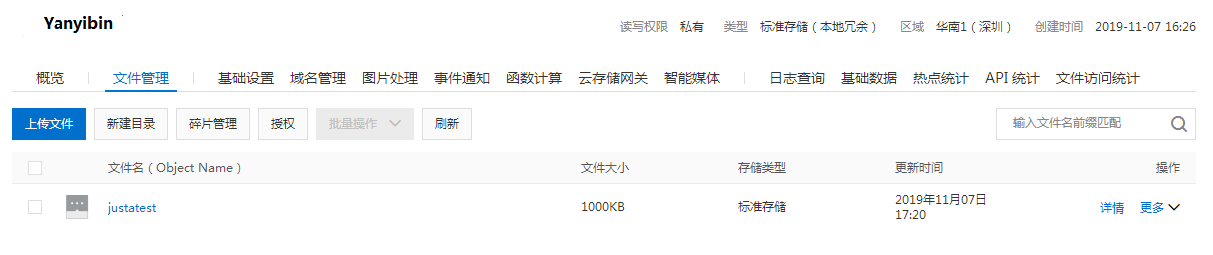 Yanyibin
读写权限 私有 类型 标准存储（本地冗余） 区域 华南1（深圳） 创建时间 2019-11-07 16:26
概览 文件管理 基础设置 域名管理 图片处理 事件通知 函数计算 云存储网关 智能媒体 日志查询 基础数据 热点统计 API 统计 文件访问统计
上传文件 新建目录 碎片管理 授权 批量操作 刷新 输入文件名前缀匹配
文件名（Object Name） 文件大小 存储类型 更新时间 操作
justatest 1000KB 标准存储 2019年11月07日 详情 更多
17:20